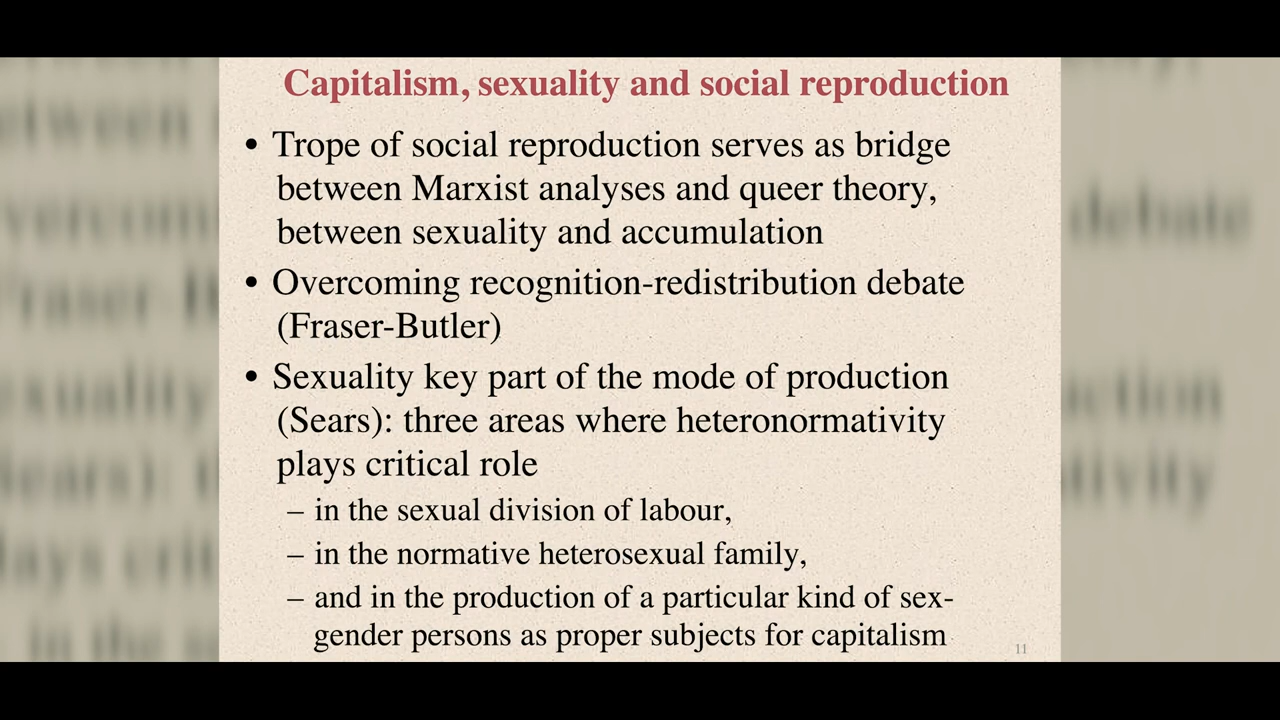 Capitalism, sexuality and social reproduction
• Trope of social reproduction serves as bridge
between Marxist analyses and queer theory,
between sexuality and accumulation
• Overcoming recognition-redistribution debate
(Fraser-Butler)
• Sexuality key part of the mode of production
(Sears): three areas where heteronormativity
plays critical role
– in the sexual division of labour,
– in the normative heterosexual family,
– and in the production of a particular kind of sex-
gender persons as proper subjects for capitalism
11